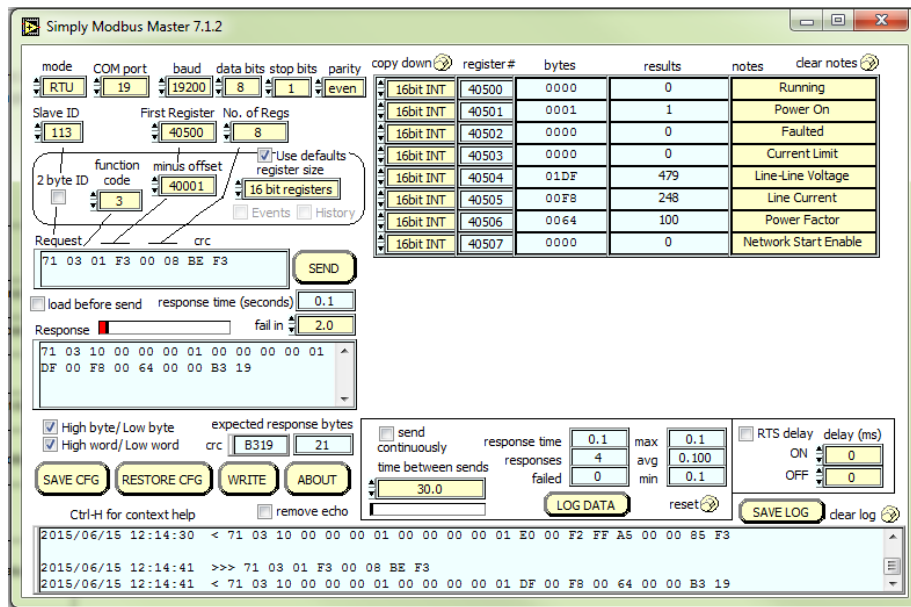 Simply Modbus Master 7.1.2
mode COM port baud data bits stop bits parity
RTU 19 19200 8 1 even
Slave ID First Register No. of Regs
113 40500 8
2 byte ID function code minus offset Use defaults register size
3 40001 16 bit registers
Events History
Request crc
71 03 01 F3 00 08 BE F3
SEND
load before send response time (seconds) 0.1
Response fail in 2.0
71 03 10 00 00 00 01 00 00 00 00 01
DF 00 F8 00 64 00 00 B3 19
High byte/Low byte expected response bytes
High word/Low word crc B319 21
SAVE CFG RESTORE CFG WRITE ABOUT
Ctrl-H for context help remove echo
copy down register # bytes results notes clear notes
16bit INT 40500 0000 0 Running
16bit INT 40501 0001 1 Power On
16bit INT 40502 0000 0 Faulted
16bit INT 40503 0000 0 Current Limit
16bit INT 40504 01DF 479 Line-Line Voltage
16bit INT 40505 00F8 248 Line Current
16bit INT 40506 0064 100 Power Factor
16bit INT 40507 0000 0 Network Start Enable
send continuously
time between sends
30.0
response time 0.1 max 0.1
responses 4 avg 0.100
failed 0 min 0.1
LOG DATA reset
RTS delay delay (ms)
ON 0
OFF 0
SAVE LOG clear log
2015/06/15 12:14:30 < 71 03 10 00 00 00 01 00 00 00 00 01 E0 00 F2 FF A5 00 00 85 F3
2015/06/15 12:14:41 >>> 71 03 01 F3 00 08 BE F3
2015/06/15 12:14:41 < 71 03 10 00 00 00 01 00 00 00 00 01 DF 00 F8 00 64 00 00 B3 19